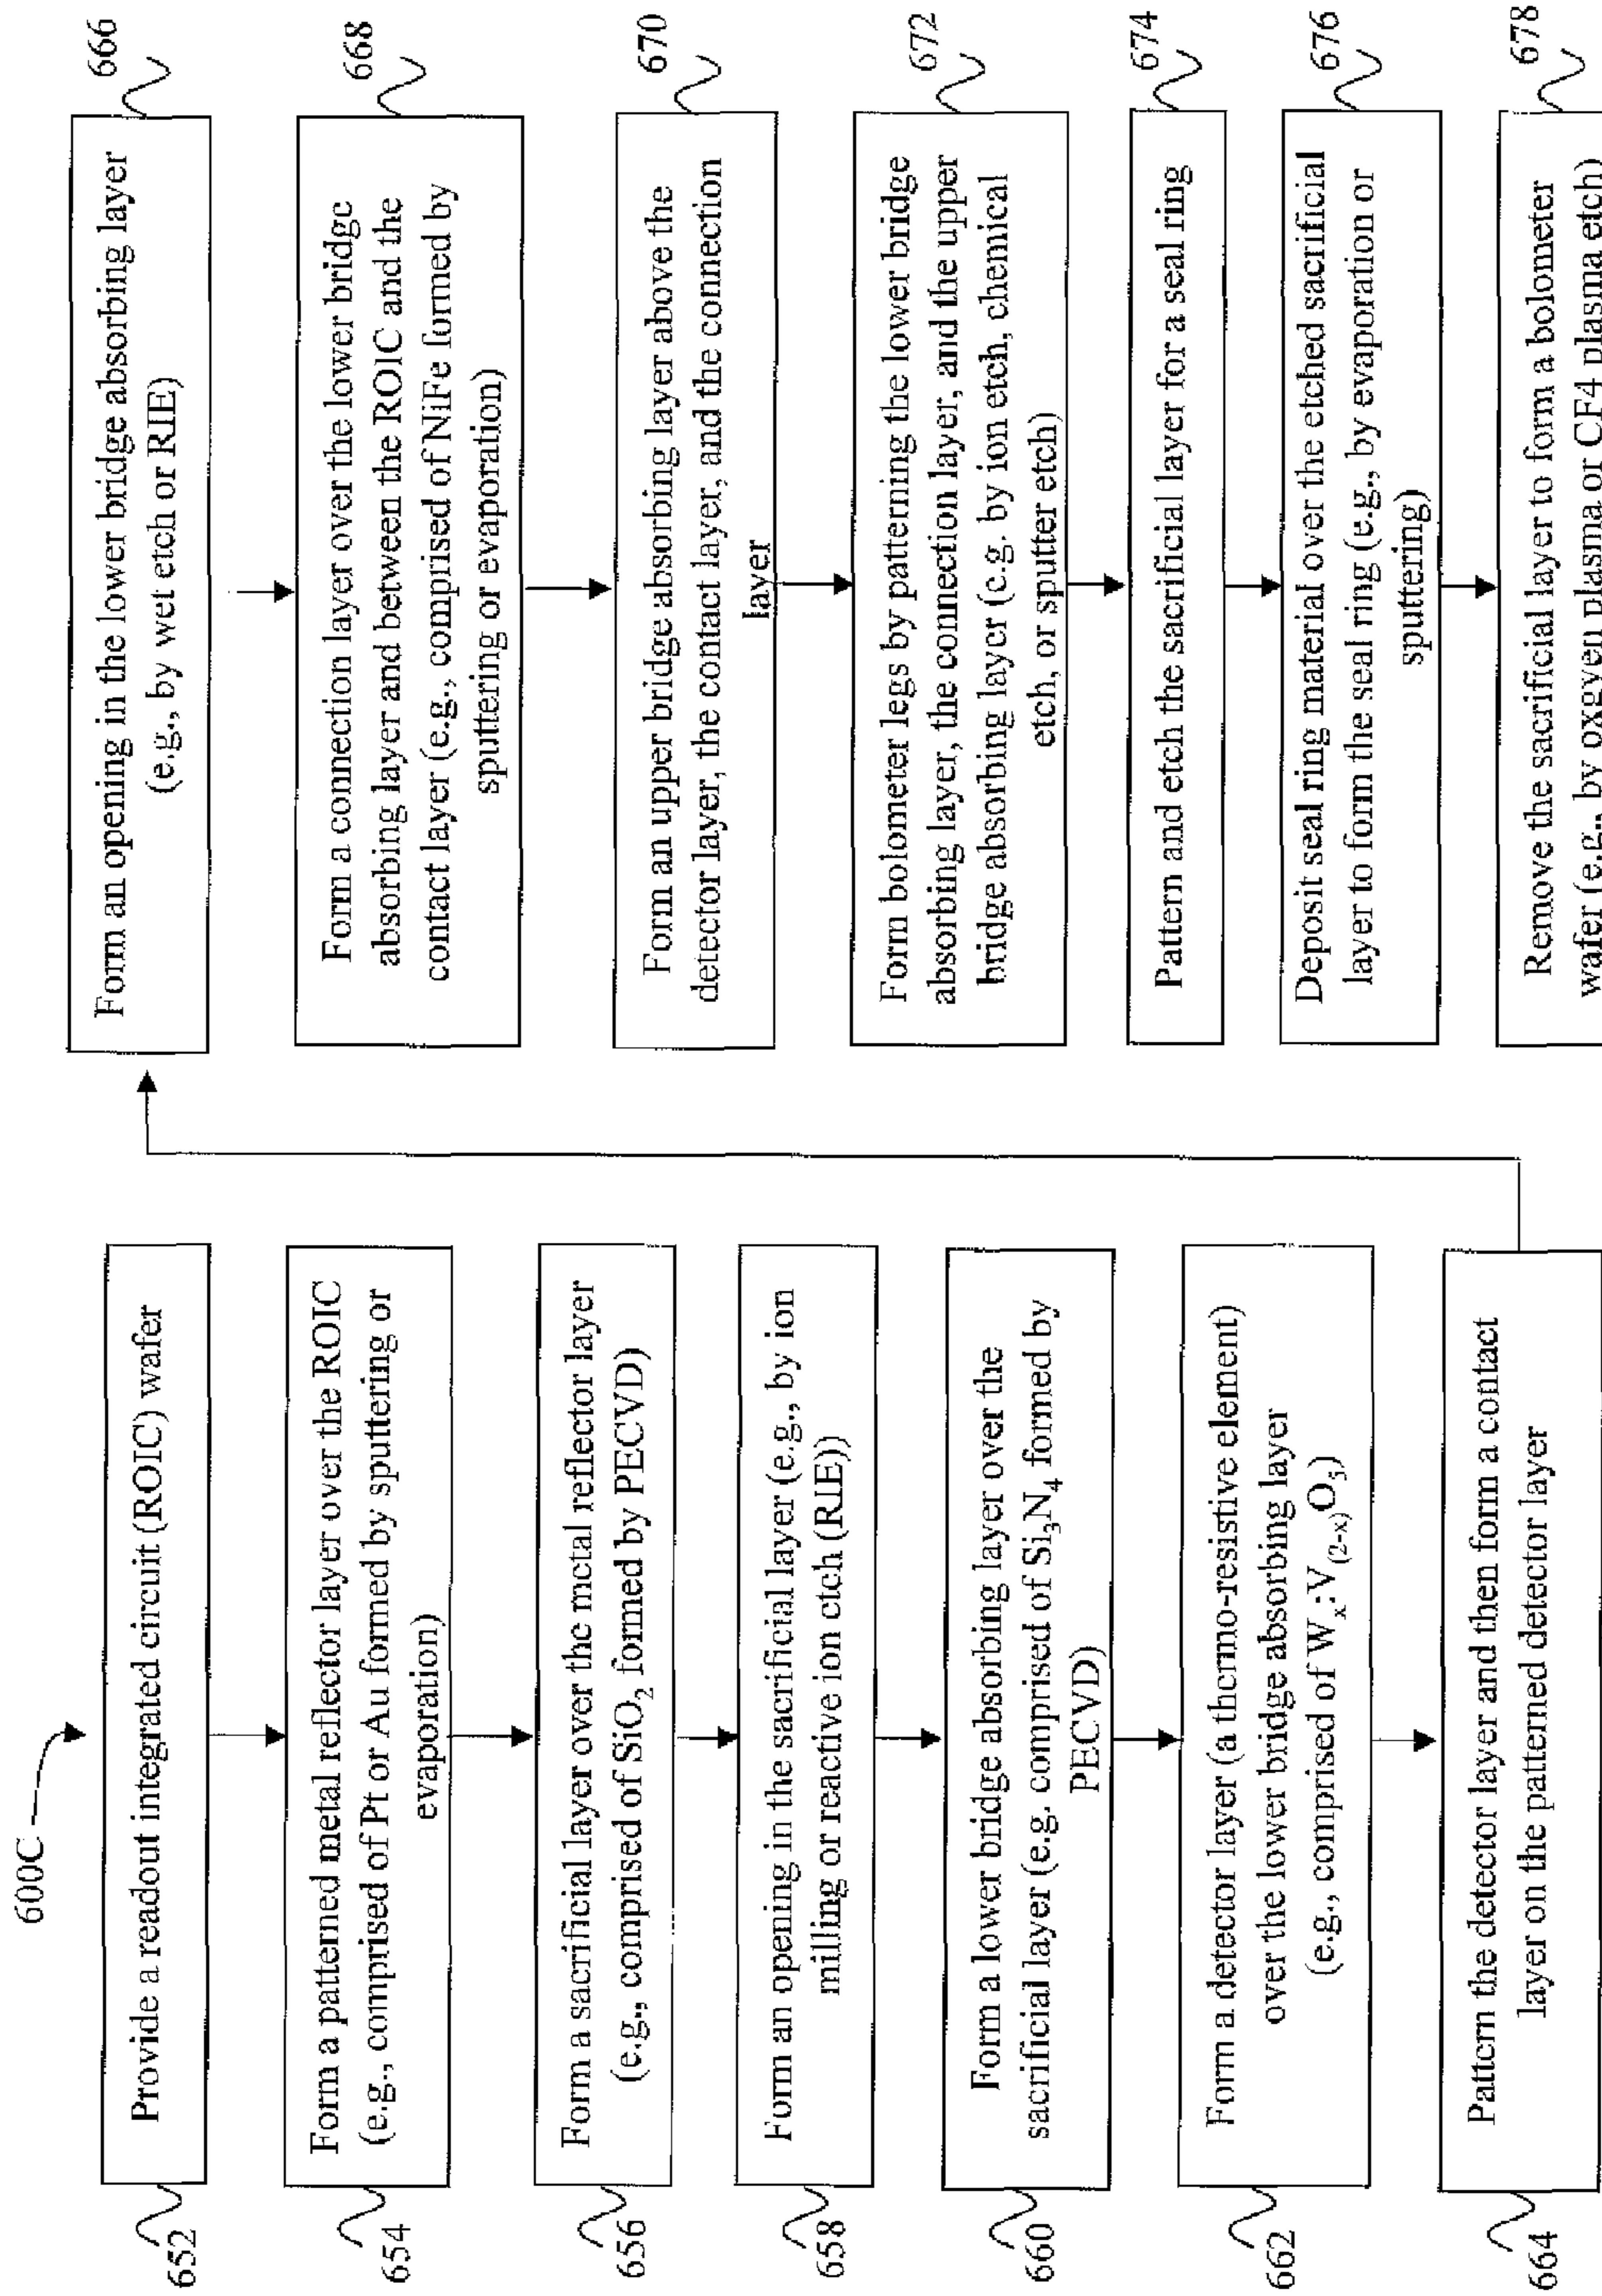 600C
652
Provide a readout integrated circuit (ROIC) wafer
654
Form a patterned metal reflector layer over the ROIC
(e.g., comprised of Pt or Au formed by sputtering or
evaporation)
656
Form a sacrificial layer over the metal reflector layer
(e.g., comprised of SiO₂ formed by PECVD)
658
Form an opening in the sacrificial layer (e.g., by ion
milling or reactive ion etch (RIE))
660
Form a lower bridge absorbing layer over the
sacrificial layer (e.g. comprised of Si₃N₄ formed by
PECVD)
662
Form a detector layer (a thermo-resistive element)
over the lower bridge absorbing layer
(e.g., comprised of Wₓ:V₍₂₋ₓ₎O₃)
664
Pattern the detector layer and then form a contact
layer on the patterned detector layer
666
Form an opening in the lower bridge absorbing layer
(e.g., by wet etch or RIE)
668
Form a connection layer over the lower bridge
absorbing layer and between the ROIC and the
contact layer (e.g., comprised of NiFe formed by
sputtering or evaporation)
670
Form an upper bridge absorbing layer above the
detector layer, the contact layer, and the connection
layer
672
Form bolometer legs by patterning the lower bridge
absorbing layer, the connection layer, and the upper
bridge absorbing layer (e.g. by ion etch, chemical
etch, or sputter etch)
674
Pattern and etch the sacrificial layer for a seal ring
676
Deposit seal ring material over the etched sacrificial
layer to form the seal ring (e.g., by evaporation or
sputtering)
678
Remove the sacrificial layer to form a bolometer
wafer (e.g., by oxgyen plasma or CF4 plasma etch)